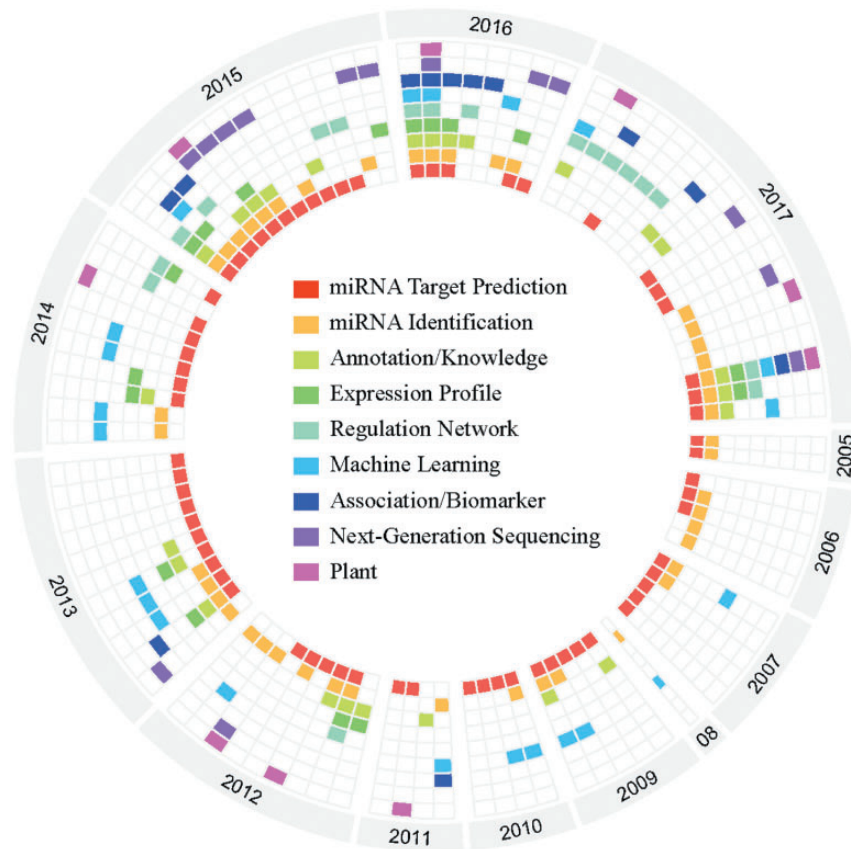 2016
2015
2017
2014
miRNA Target Prediction
miRNA Identification
Annotation/Knowledge
Expression Profile
Regulation Network
Machine Learning
Association/Biomarker
Next-Generation Sequencing
Plant
2005
2006
2013
2007
08
2012
2009
2011
2010